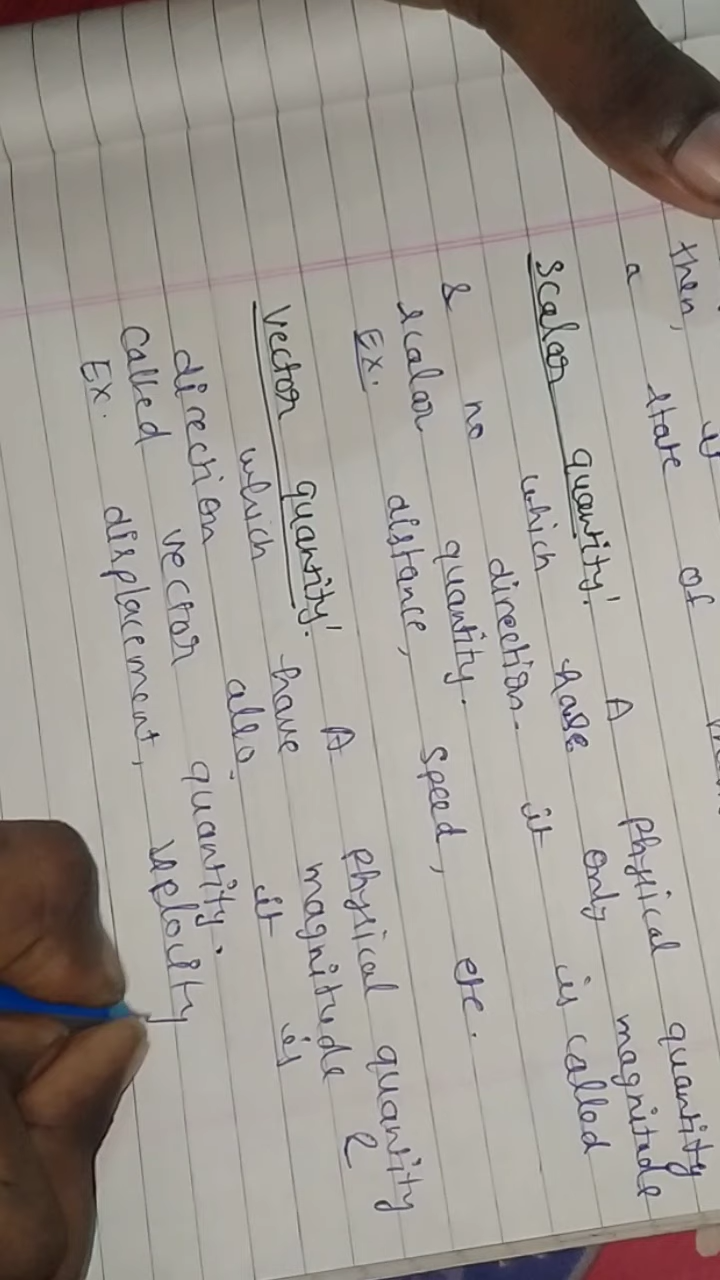 then,
a state of
Scalar quantity: A physical quantity
which have only magnitude
& no direction. it is called
scalar quantity.
Ex. distance, speed, etc.
Vector quantity: A physical quantity
which have magnitude &
direction also. it is
called vector quantity.
Ex. displacement, velocity